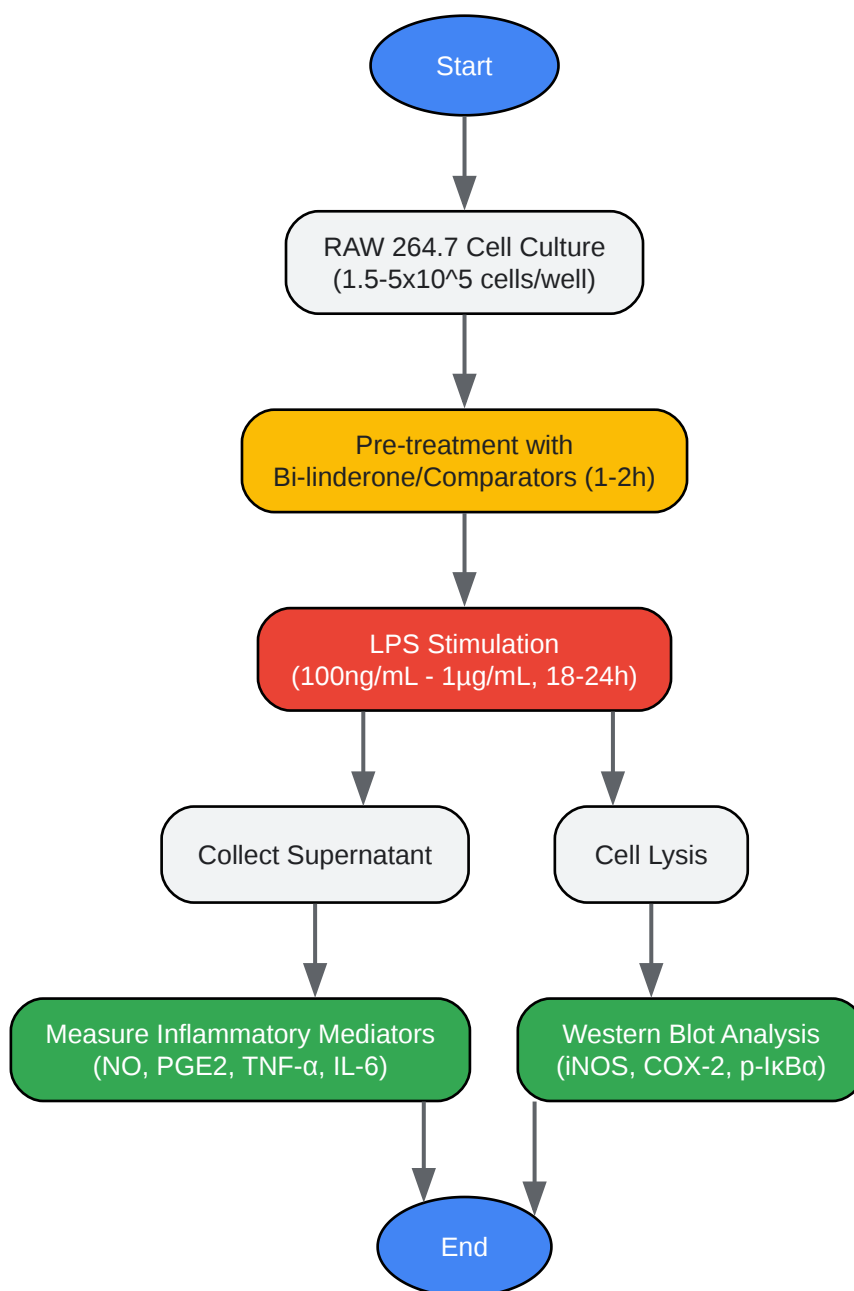 Start
RAW 264.7 Cell Culture
(1.5-5x10^5 cells/well)
Pre-treatment with
Bi-linderone/Comparators (1-2h)
LPS Stimulation
(100ng/mL - 1µg/mL, 18-24h)
Collect Supernatant
Cell Lysis
Measure Inflammatory Mediators
(NO, PGE2, TNF-α, IL-6)
Western Blot Analysis
(iNOS, COX-2, p-IκBα)
End